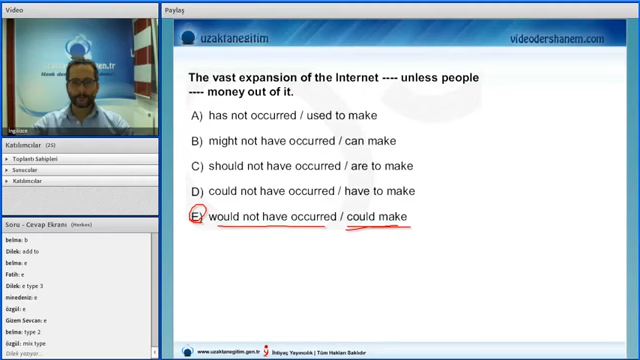 Video
Paylaş
uzaktanegitim
İngilizce
Katılımcılar (25)
Toplantı Sahipleri
Sunucular
Katılımcılar
Soru - Cevap Ekranı (Herkes)
belma: b
Dilek: add to
belma: e
Fatih: e
Dilek: e type 3
minedeniz: e
özgül: e
Gizem Sevcan: e
belma: type 2
özgül: mix type
Dilek yazıyor...
uzaktanegitim
videodershanem.com
The vast expansion of the Internet ---- unless people
---- money out of it.
A) has not occurred / used to make
B) might not have occurred / can make
C) should not have occurred / are to make
D) could not have occurred / have to make
E) would not have occurred / could make
www.uzaktanegitim.gen.tr
İhtiyaç Yayıncılık | Tüm Hakları Saklıdır